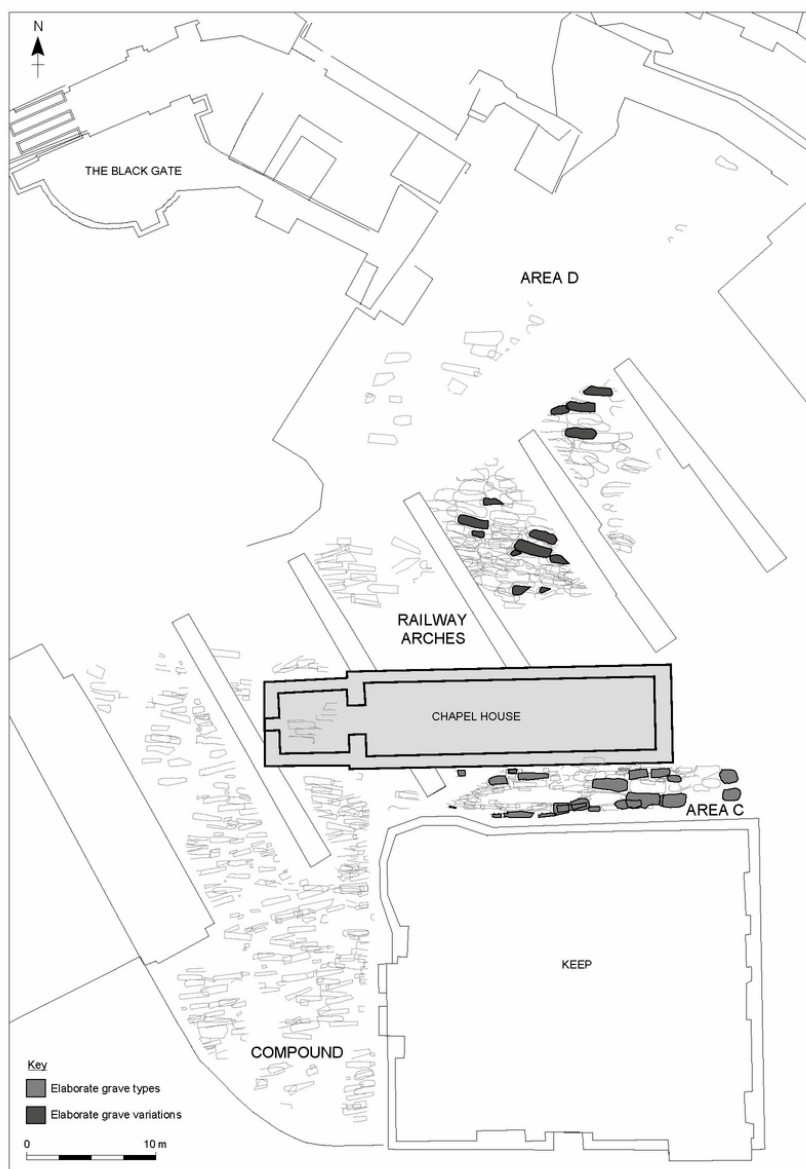 N
THE BLACK GATE
AREA D
RAILWAY
ARCHES
CHAPEL HOUSE
AREA C
KEEP
COMPOUND
Key
Elaborate grave types
Elaborate grave variations
0 10 m